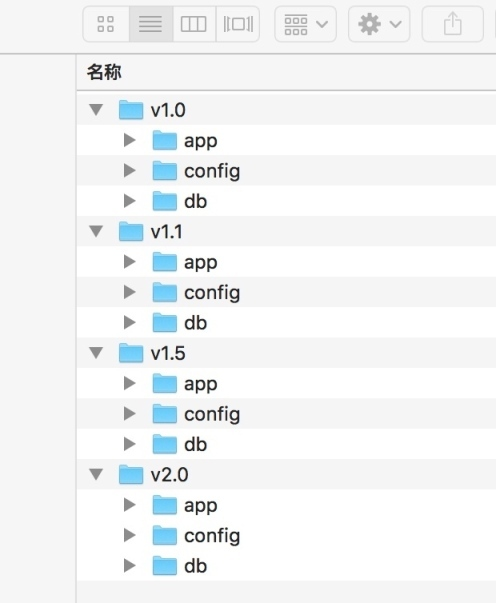 名称
v1.0
app
config
db
v1.1
app
config
db
v1.5
app
config
db
v2.0
app
config
db